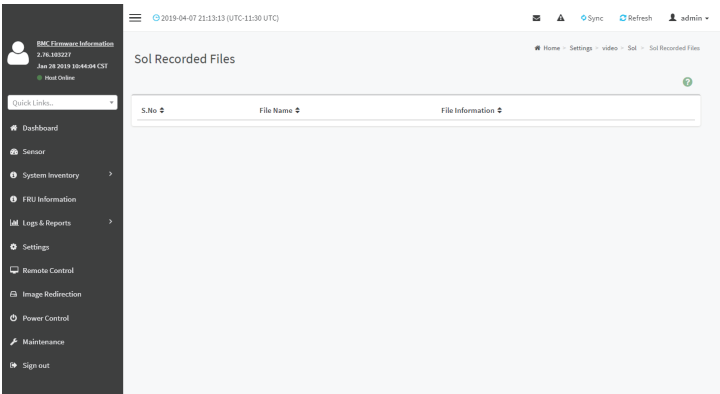 2019-04-07 21:13:13 (UTC-11:30 UTC)
Sync
Refresh
admin
BMC Firmware Information
2.76.103227
Jan 28 2019 10:44:04 CST
Host Online
Quick Links..
Dashboard
Sensor
System Inventory
FRU Information
Logs & Reports
Settings
Remote Control
Image Redirection
Power Control
Maintenance
Sign out
Sol Recorded Files
Home > Settings > video > Sol > Sol Recorded Files
S.No
File Name
File Information